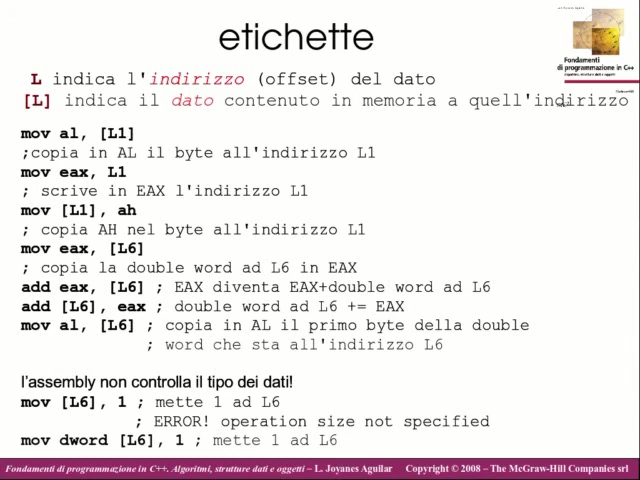 etichette
Fondamenti
di programmazione in C++
L indica l'indirizzo (offset) del dato
[L] indica il dato contenuto in memoria a quell'indirizzo
mov al, [L1]
;copia in AL il byte all'indirizzo L1
mov eax, L1
; scrive in EAX l'indirizzo L1
mov [L1], ah
; copia AH nel byte all'indirizzo L1
mov eax, [L6]
; copia la double word ad L6 in EAX
add eax, [L6] ; EAX diventa EAX+double word ad L6
add [L6], eax ; double word ad L6 += EAX
mov al, [L6] ; copia in AL il primo byte della double
; word che sta all'indirizzo L6
l'assembly non controlla il tipo dei dati!
mov [L6], 1 ; mette 1 ad L6
; ERROR! operation size not specified
mov dword [L6], 1 ; mette 1 ad L6
Fondamenti di programmazione in C++. Algoritmi, strutture dati e oggetti – L. Joyanes Aguilar Copyright © 2008 – The McGraw-Hill Companies srl